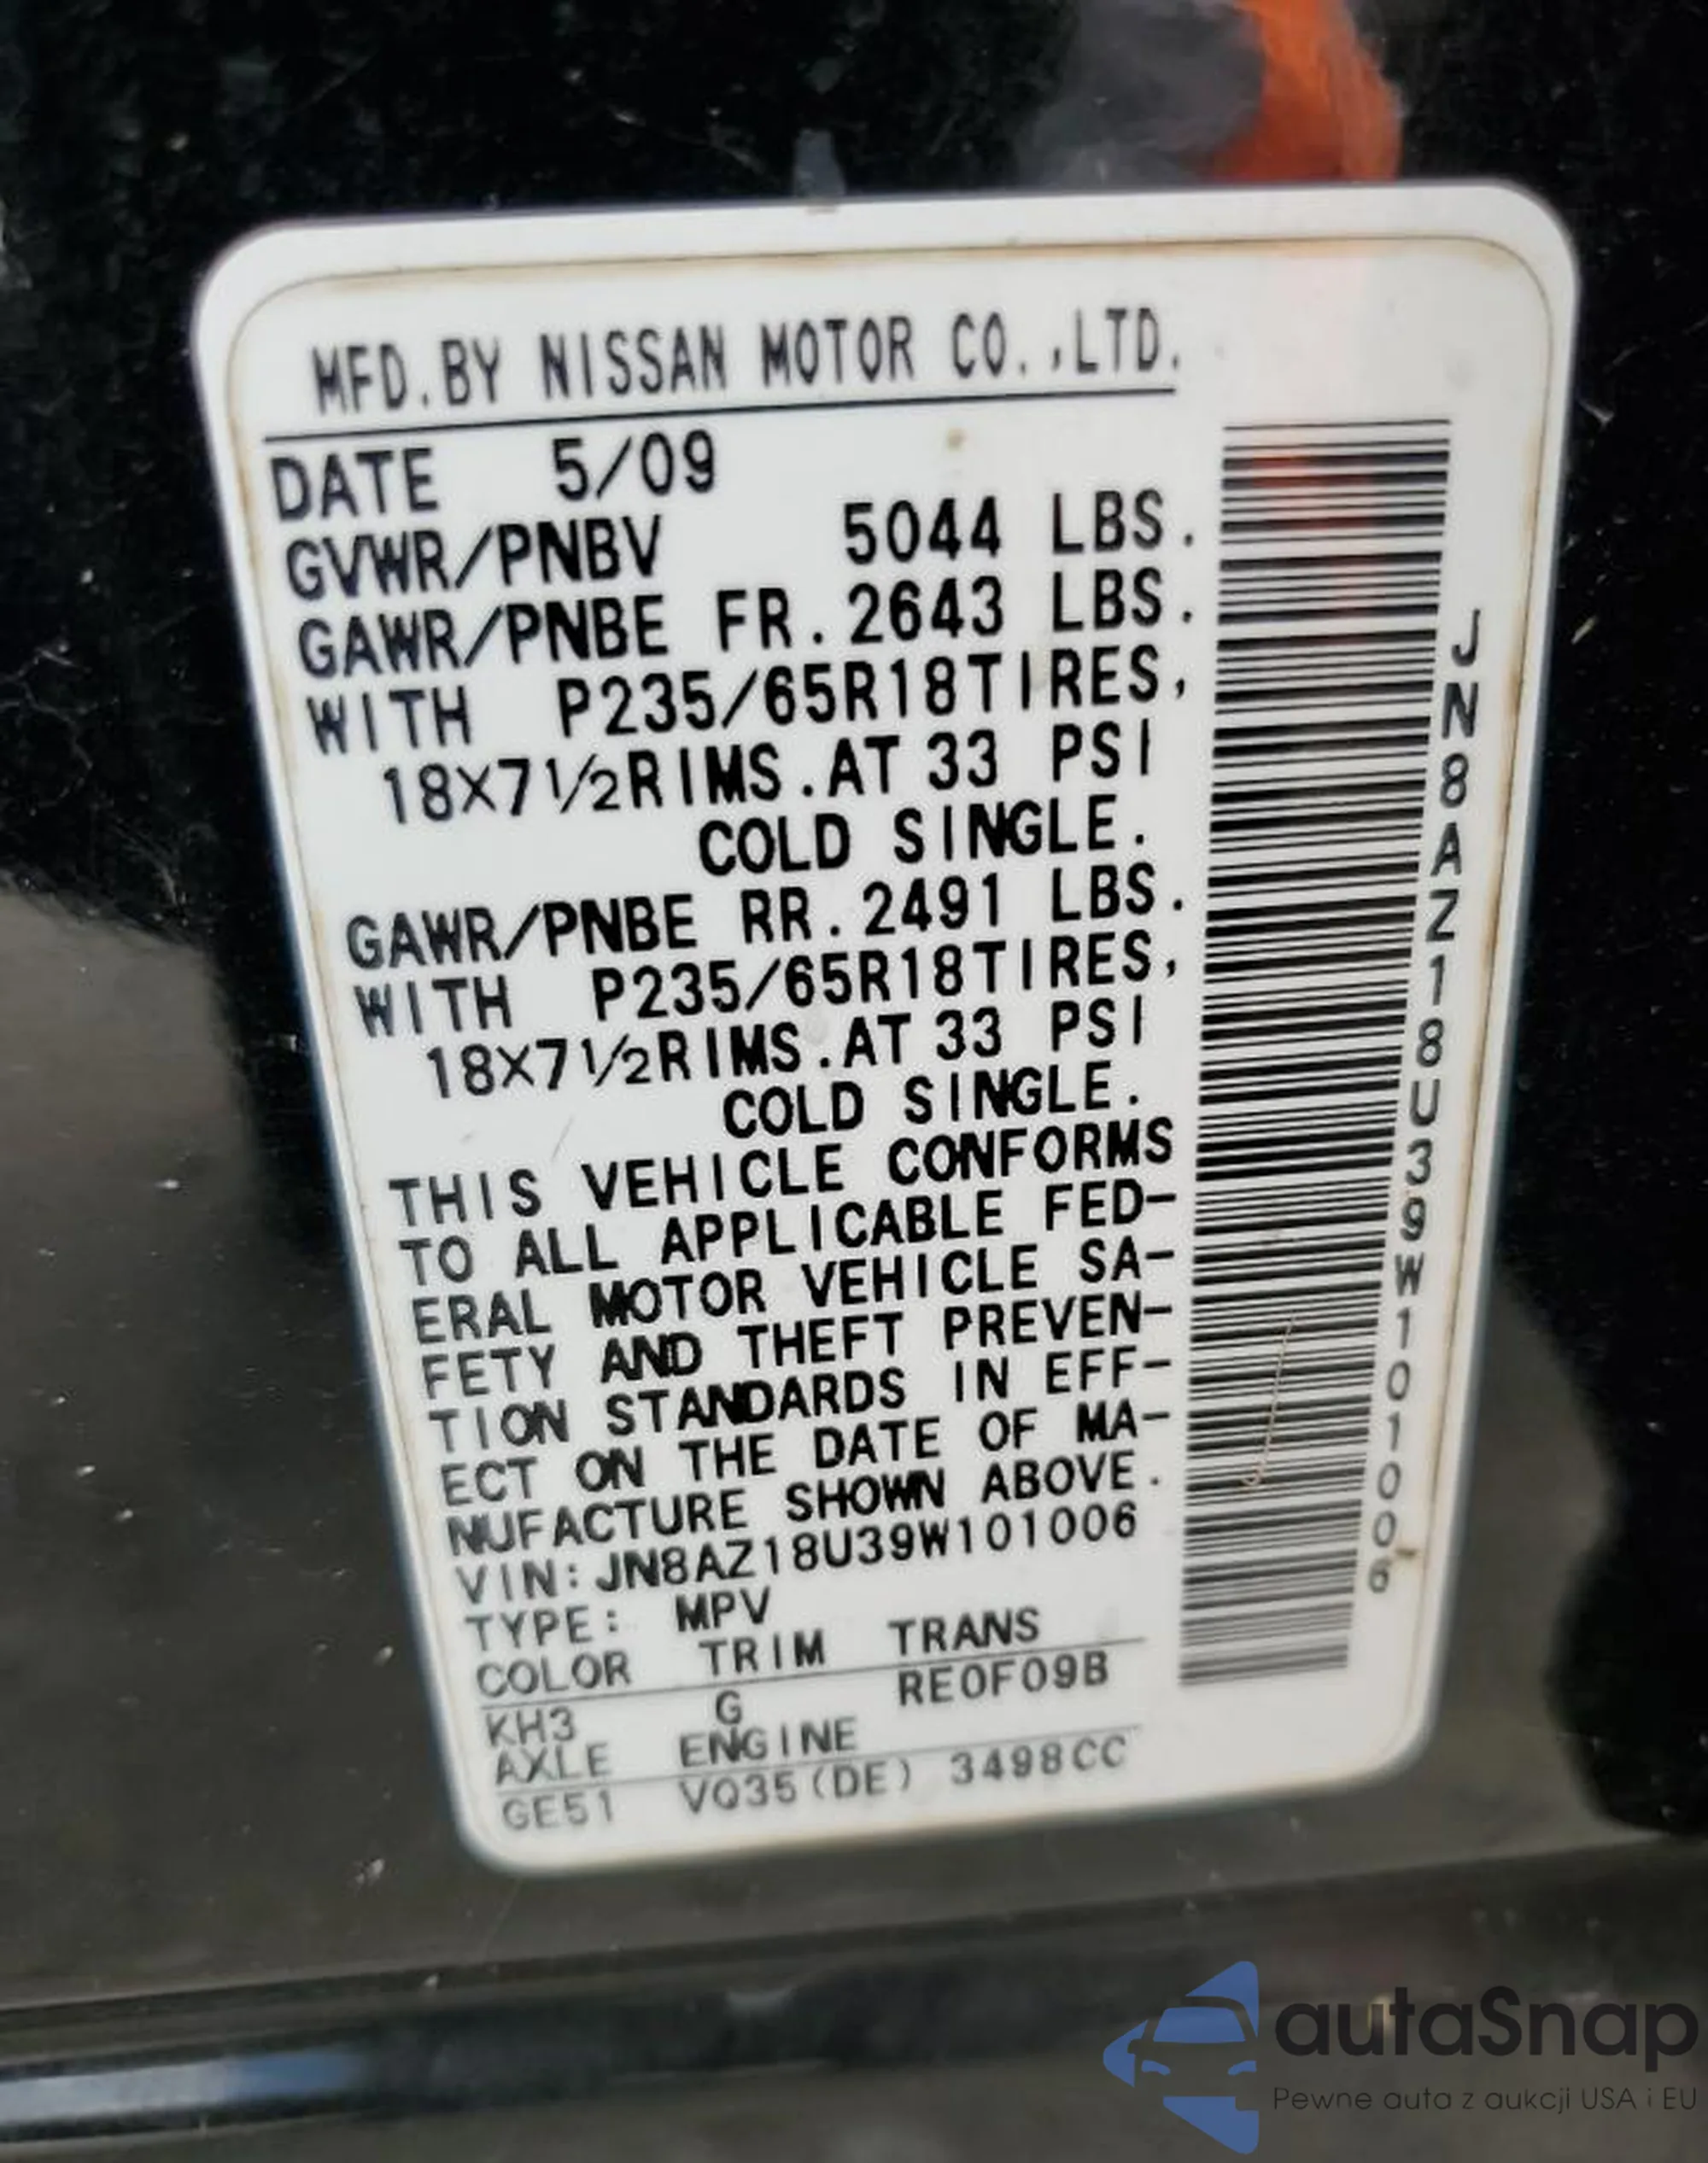 MFD.BY NISSAN MOTOR CO.,LTD.
DATE 5/09
GVWR/PNBV 5044 LBS.
GAWR/PNBE FR.2643 LBS.
WITH P235/65R18TIRES,
18X7½RIMS.AT 33 PSI
COLD SINGLE.
GAWR/PNBE RR.2491 LBS.
WITH P235/65R18TIRES,
18X7½RIMS.AT 33 PSI
COLD SINGLE.
THIS VEHICLE CONFORMS
TO ALL APPLICABLE FED-
ERAL MOTOR VEHICLE SA-
FETY AND THEFT PREVEN-
TION STANDARDS IN EFF-
ECT ON THE DATE OF MA-
NUFACTURE SHOWN ABOVE.
VIN:JN8AZ18U39W101006
TYPE: MPV
COLOR TRIM TRANS
KH3 G RE0F09B
AXLE ENGINE
GE51 VQ35(DE) 3498CC
JN8AZ18U39W101006
autaSnap
Pewne auta z aukcji USA i EU